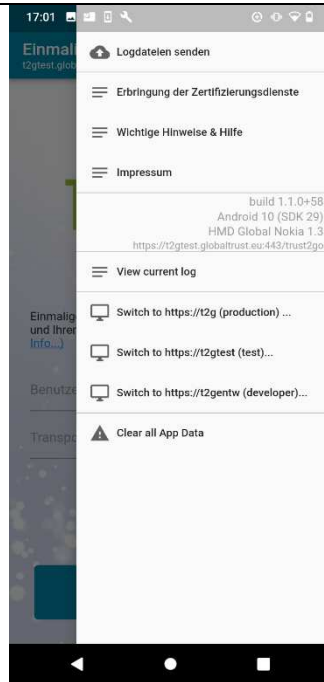 17:01
Einmali
t2gtest.glob
Logdateien senden
Erbringung der Zertifizierungsdienste
Wichtige Hinweise & Hilfe
Impressum
build 1.1.0+58
Android 10 (SDK 29)
HMD Global Nokia 1.3
https://t2gtest.globaltrust.eu:443/trust2go
View current log
Einmalig
und Ihrer
Info...)
Switch to https://t2g (production) ...
Switch to https://t2gtest (test)...
Benutze
Switch to https://t2gentw (developer)...
Transpo
Clear all App Data